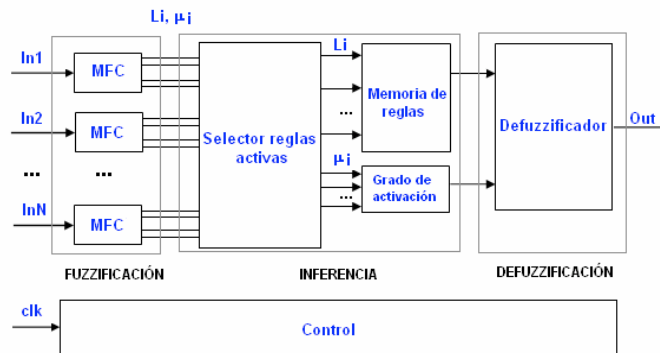 Li, μi
In1
MFC
In2
MFC
...
...
InN
MFC
Selector reglas
activas
Li
...
μi
...
Memoria de
reglas
Grado de
activación
Defuzzificador
Out
FUZZIFICACIÓN
INFERENCIA
DEFUZZIFICACIÓN
clk
Control